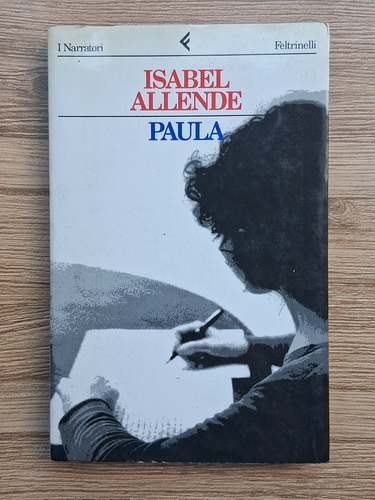 I Narratori Feltrinelli
ISABEL
ALLENDE
PAULA